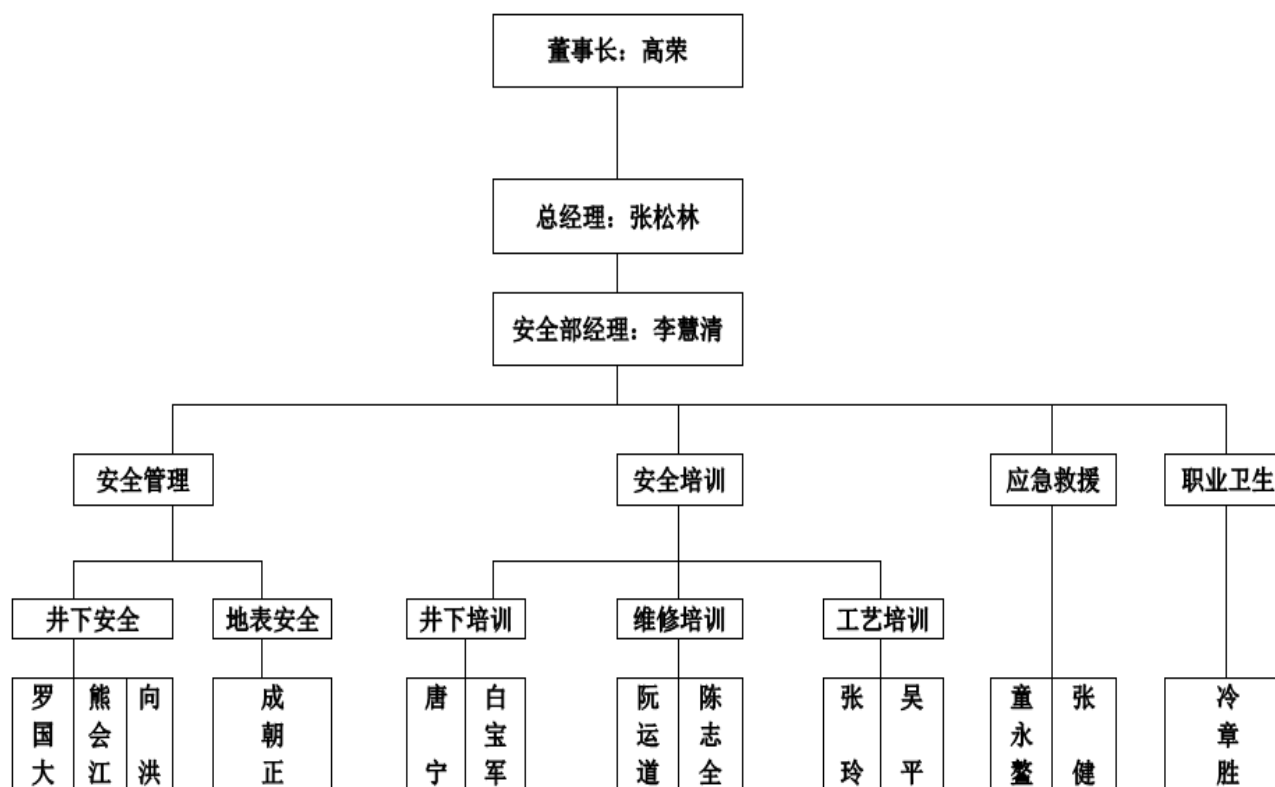 董事长：高荣
总经理：张松林
安全部经理：李慧清
安全管理
安全培训
应急救援
职业卫生
井下安全
地表安全
井下培训
维修培训
工艺培训
罗国大
熊会江
向洪
成朝正
唐宁
白宝军
阮运道
陈志全
张玲
吴平
童永鳌
张健
冷章胜